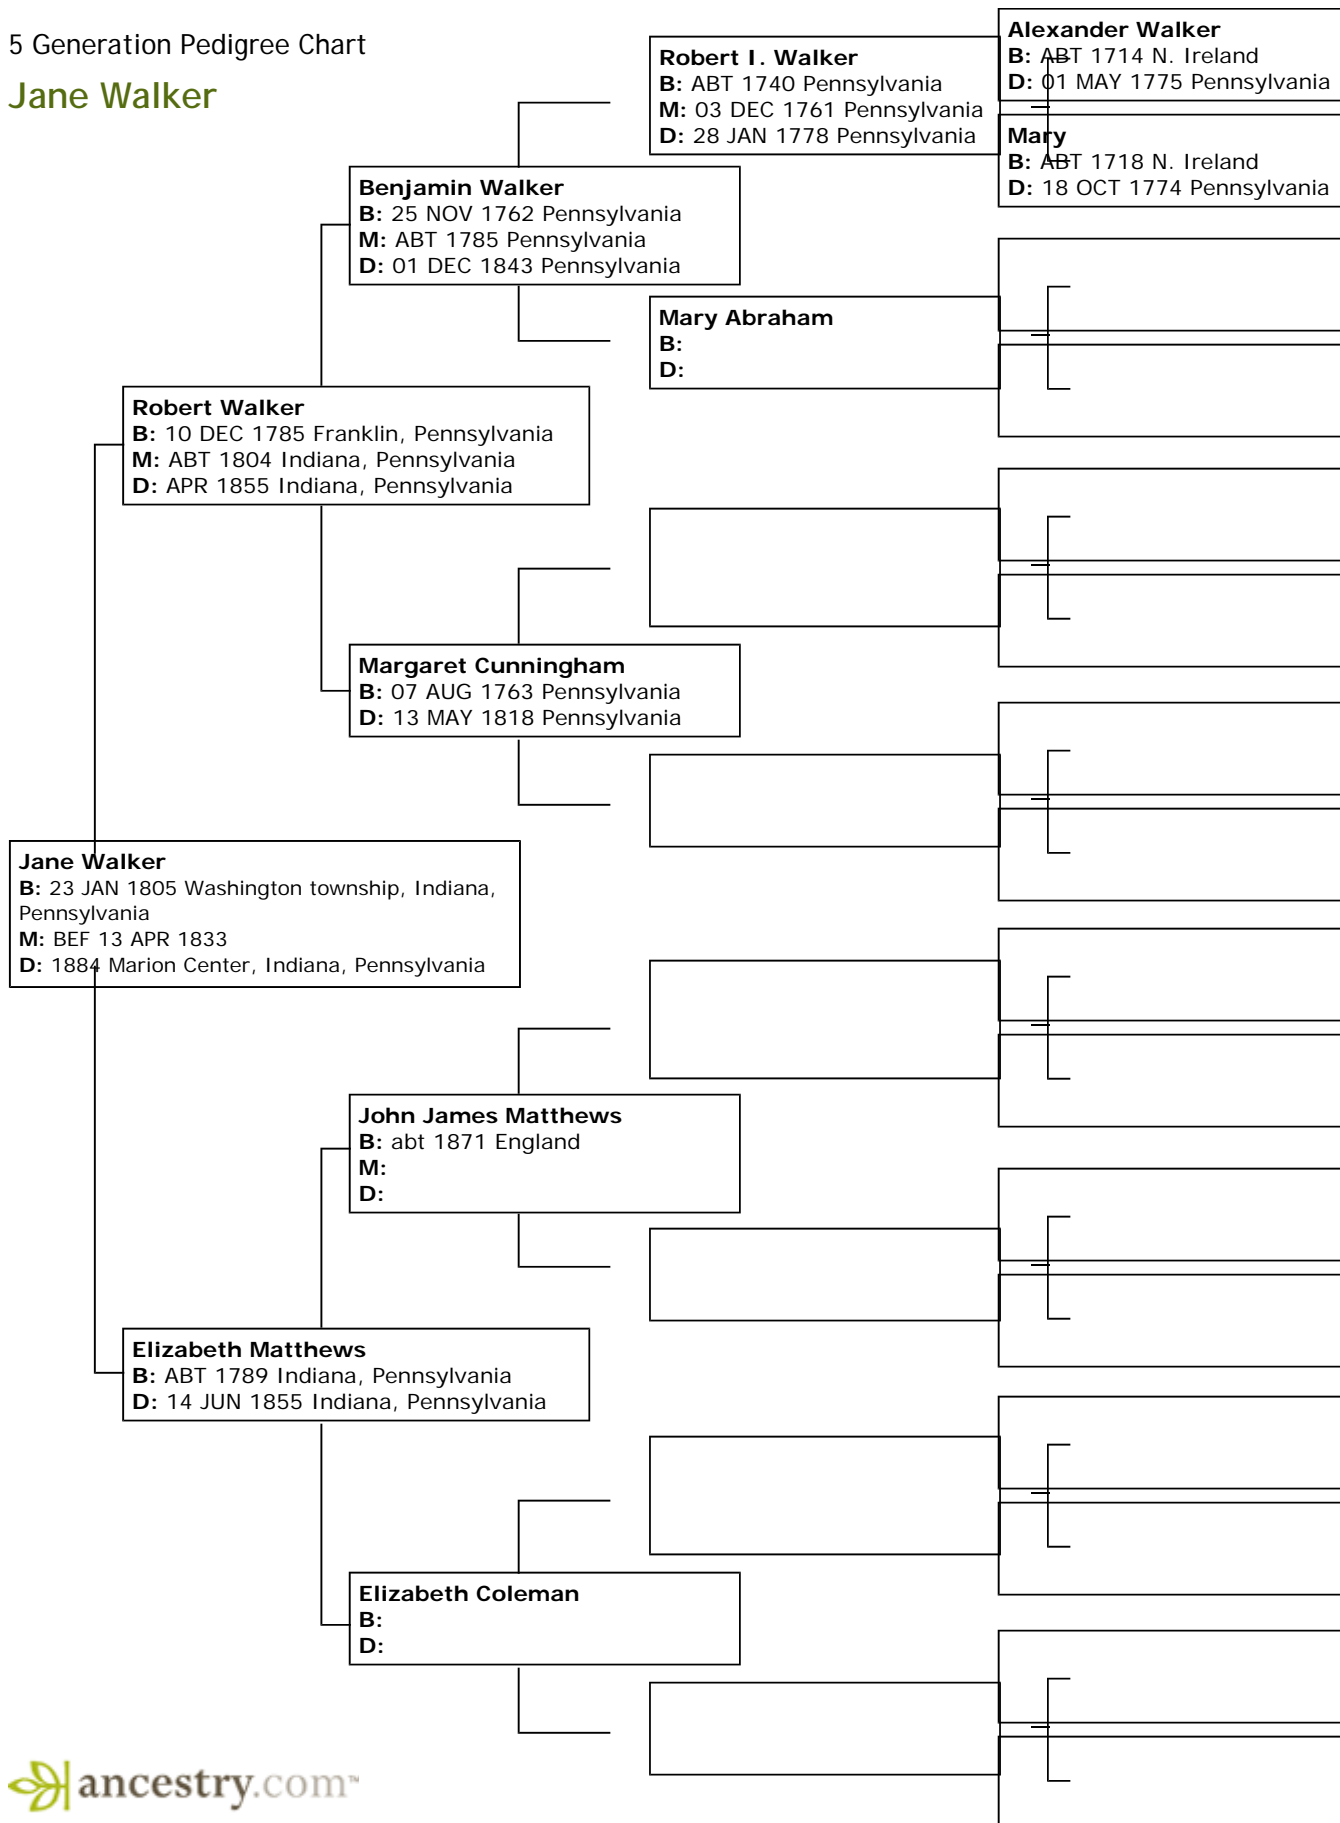 5 Generation Pedigree Chart
Jane Walker
Alexander Walker
B: ABT 1714 N. Ireland
D: 01 MAY 1775 Pennsylvania
Robert I. Walker
B: ABT 1740 Pennsylvania
M: 03 DEC 1761 Pennsylvania
D: 28 JAN 1778 Pennsylvania
Mary
B: ABT 1718 N. Ireland
D: 18 OCT 1774 Pennsylvania
Benjamin Walker
B: 25 NOV 1762 Pennsylvania
M: ABT 1785 Pennsylvania
D: 01 DEC 1843 Pennsylvania
Mary Abraham
B:
D:
Robert Walker
B: 10 DEC 1785 Franklin, Pennsylvania
M: ABT 1804 Indiana, Pennsylvania
D: APR 1855 Indiana, Pennsylvania
Margaret Cunningham
B: 07 AUG 1763 Pennsylvania
D: 13 MAY 1818 Pennsylvania
Jane Walker
B: 23 JAN 1805 Washington township, Indiana,
Pennsylvania
M: BEF 13 APR 1833
D: 1884 Marion Center, Indiana, Pennsylvania
John James Matthews
B: abt 1871 England
M:
D:
Elizabeth Matthews
B: ABT 1789 Indiana, Pennsylvania
D: 14 JUN 1855 Indiana, Pennsylvania
Elizabeth Coleman
B:
D:
ancestry.com™